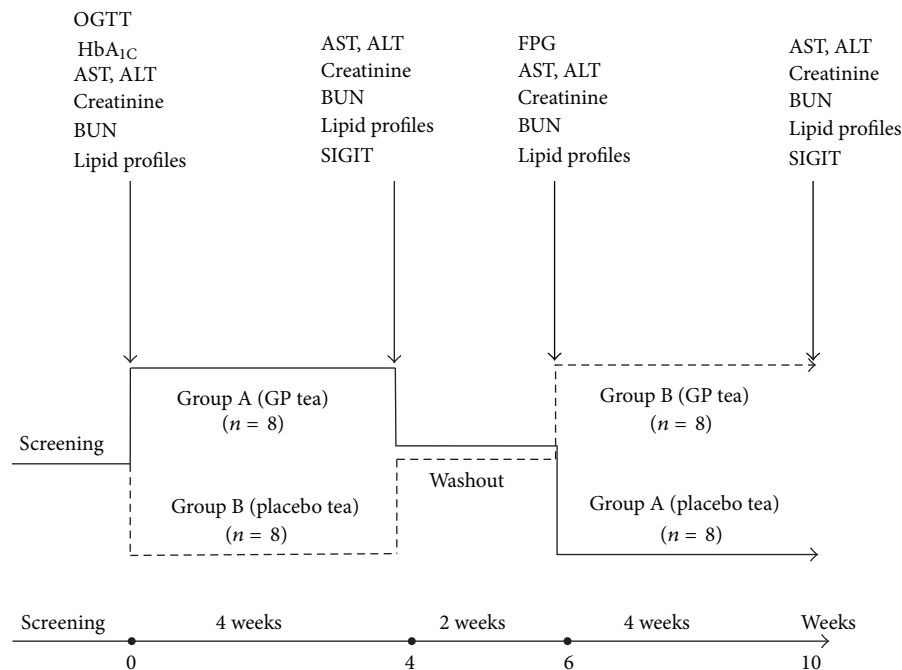 OGTT
HbA1C
AST, ALT
Creatinine
BUN
Lipid profiles
AST, ALT
Creatinine
BUN
Lipid profiles
SIGIT
FPG
AST, ALT
Creatinine
BUN
Lipid profiles
AST, ALT
Creatinine
BUN
Lipid profiles
SIGIT
Screening
Group A (GP tea)
(n = 8)
Group B (placebo tea)
(n = 8)
Washout
Group B (GP tea)
(n = 8)
Group A (placebo tea)
(n = 8)
Screening 4 weeks 2 weeks 4 weeks Weeks
0 4 6 10